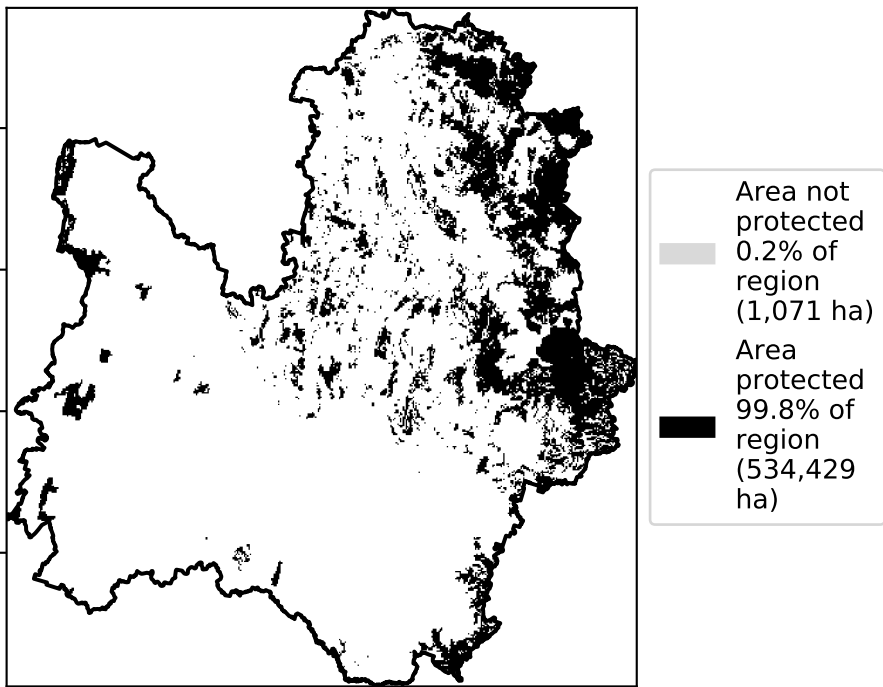 Area not
protected
0.2% of
region
(1,071 ha)
Area
protected
99.8% of
region
(534,429
ha)